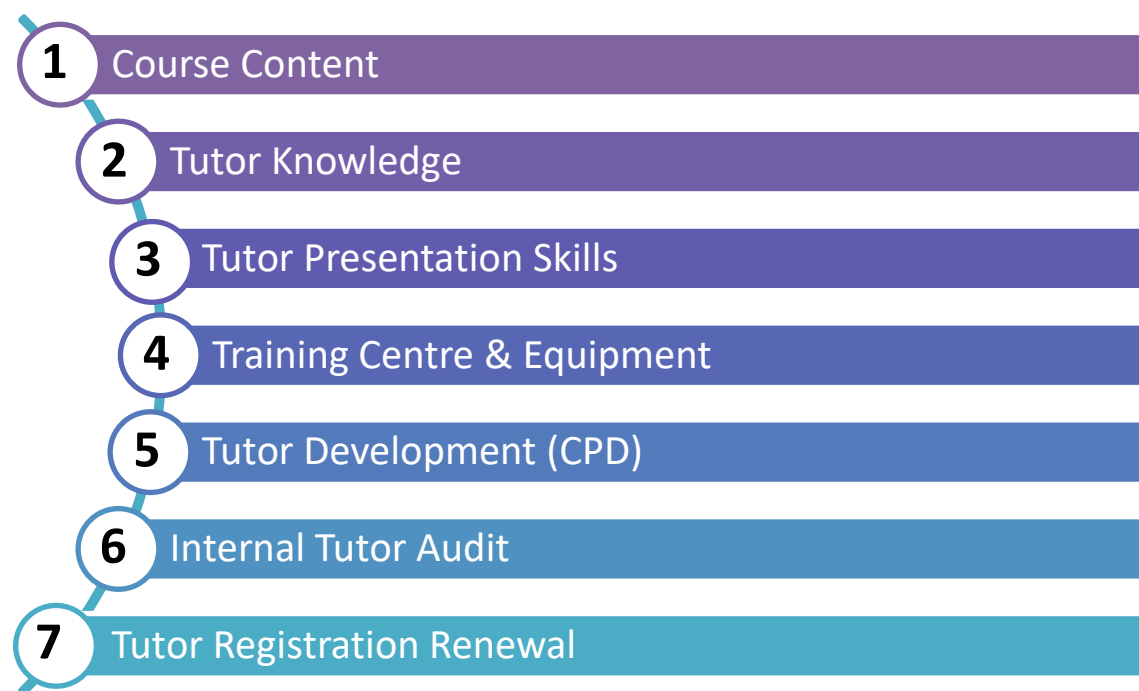 1 Course Content
2 Tutor Knowledge
3 Tutor Presentation Skills
4 Training Centre & Equipment
5 Tutor Development (CPD)
6 Internal Tutor Audit
7 Tutor Registration Renewal